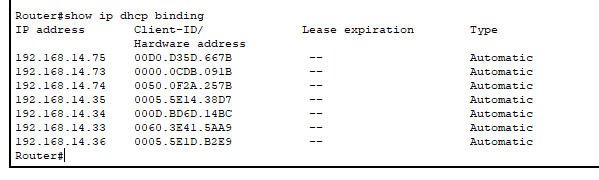 Router#show ip dhcp binding
IP address Client-ID/ Lease expiration Type
Hardware address
192.168.14.75 00D0.D35D.667B -- Automatic
192.168.14.73 0000.0CDB.091B -- Automatic
192.168.14.74 0050.0F2A.257B -- Automatic
192.168.14.35 0005.5E14.38D7 -- Automatic
192.168.14.34 000D.BD6D.14BC -- Automatic
192.168.14.33 0060.3E41.5AA9 -- Automatic
192.168.14.36 0005.5E1D.B2E9 -- Automatic
Router#